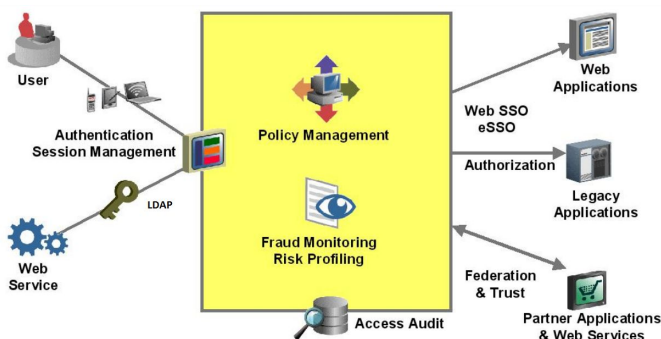 User
Authentication
Session Management
LDAP
Web
Service
Policy Management
Fraud Monitoring
Risk Profiling
Access Audit
Web SSO
eSSO
Authorization
Federation
& Trust
Web
Applications
Legacy
Applications
Partner Applications
& Web Services